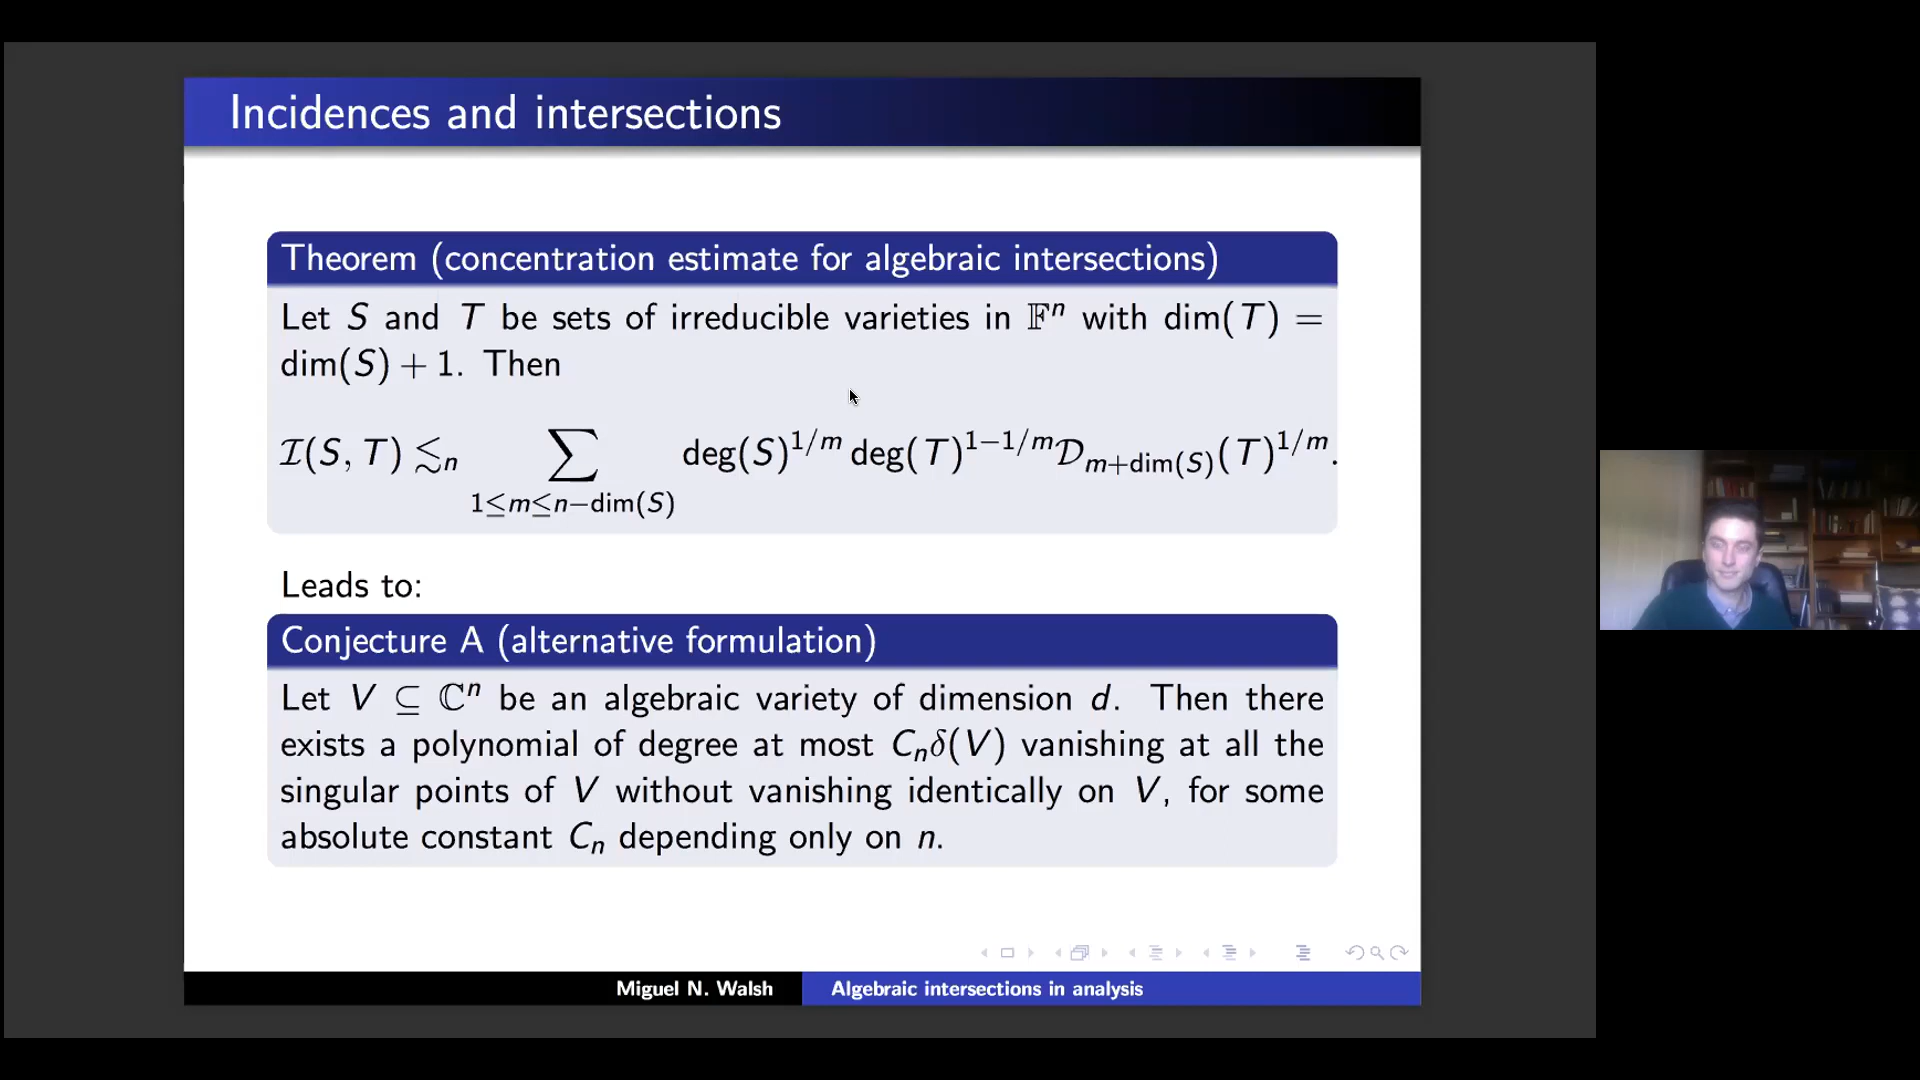 Incidences and intersections
Theorem (concentration estimate for algebraic intersections)
Let S and T be sets of irreducible varieties in 𝔽ⁿ with dim(T) =
dim(S) + 1. Then
ℐ(S, T) ≲ₙ ∑_{1≤m≤n−dim(S)} deg(S)^{1/m} deg(T)^{1−1/m} 𝒟_{m+dim(S)}(T)^{1/m}.
Leads to:
Conjecture A (alternative formulation)
Let V ⊆ ℂⁿ be an algebraic variety of dimension d. Then there
exists a polynomial of degree at most Cₙδ(V) vanishing at all the
singular points of V without vanishing identically on V, for some
absolute constant Cₙ depending only on n.
Miguel N. Walsh
Algebraic intersections in analysis